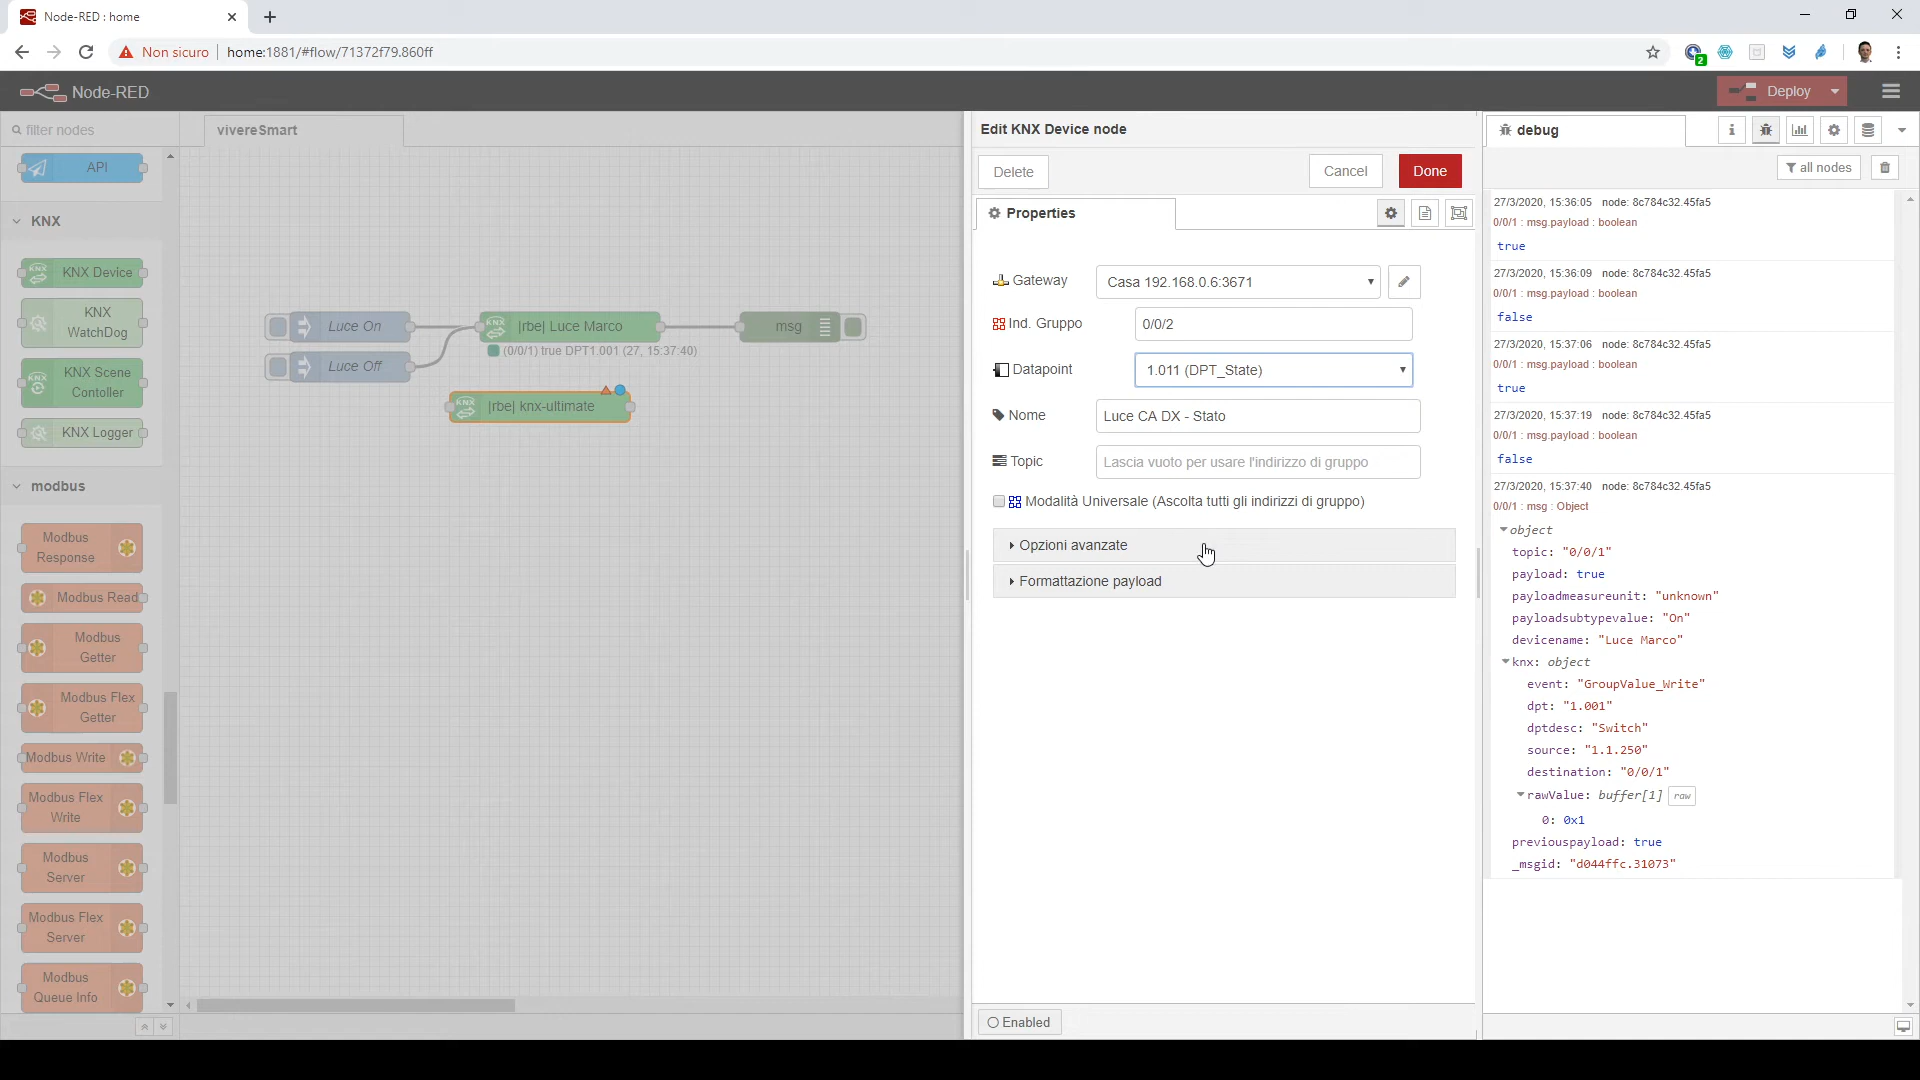 Node-RED : home
Non sicuro
home:1881/#flow/71372f79.860ff
2
Node-RED
Deploy
filter nodes
API
KNX
KNX Device
KNX
WatchDog
KNX Scene
Contoller
KNX Logger
modbus
Modbus
Response
Modbus Read
Modbus
Getter
Modbus Flex
Getter
Modbus Write
Modbus Flex
Write
Modbus
Server
Modbus Flex
Server
Modbus
Queue Info
vivereSmart
Luce On
Luce Off
|rbe| Luce Marco
(0/0/1) true DPT1.001 (27, 15:37:40)
msg
|rbe| knx-ultimate
Edit KNX Device node
Delete
Cancel
Done
Properties
Gateway
Casa 192.168.0.6:3671
Ind. Gruppo
0/0/2
Datapoint
1.011 (DPT_State)
Nome
Luce CA DX - Stato
Topic
Lascia vuoto per usare l'indirizzo di gruppo
Modalità Universale (Ascolta tutti gli indirizzi di gruppo)
Opzioni avanzate
Formattazione payload
Enabled
debug
all nodes
27/3/2020, 15:36:05 node: 8c784c32.45fa5
0/0/1 : msg.payload : boolean
true
27/3/2020, 15:36:09 node: 8c784c32.45fa5
0/0/1 : msg.payload : boolean
false
27/3/2020, 15:37:06 node: 8c784c32.45fa5
0/0/1 : msg.payload : boolean
true
27/3/2020, 15:37:19 node: 8c784c32.45fa5
0/0/1 : msg.payload : boolean
false
27/3/2020, 15:37:40 node: 8c784c32.45fa5
0/0/1 : msg : Object
object
topic: "0/0/1"
payload: true
payloadmeasureunit: "unknown"
payloadsubtypevalue: "On"
devicename: "Luce Marco"
knx: object
event: "GroupValue_Write"
dpt: "1.001"
dptdesc: "Switch"
source: "1.1.250"
destination: "0/0/1"
rawValue: buffer[1] raw
0: 0x1
previouspayload: true
_msgid: "d044ffc.31073"